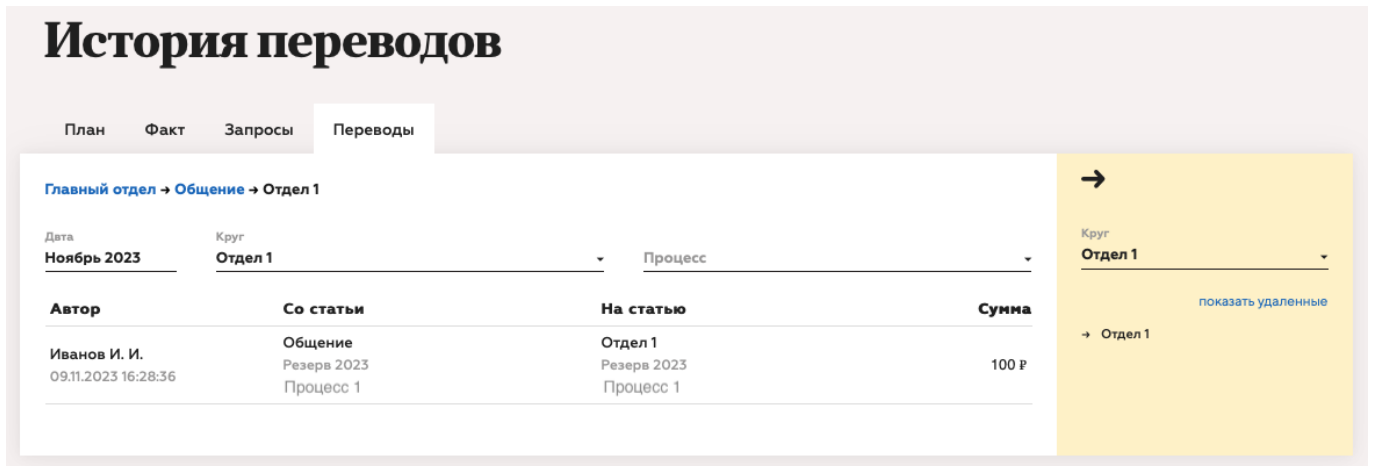 История переводов
План Факт Запросы Переводы
Главный отдел → Общение → Отдел 1
Дата Круг
Ноябрь 2023 Отдел 1 Процесс
Автор Со статьи На статью Сумма
Иванов И. И.
09.11.2023 16:28:36
Общение
Резерв 2023
Процесс 1
Отдел 1
Резерв 2023
Процесс 1
100 ₽
→
Круг
Отдел 1
показать удаленные
→ Отдел 1